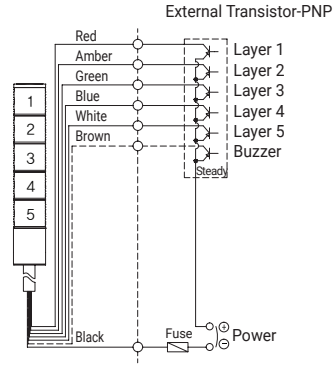 External Transistor-PNP
Red
Layer 1
Amber
Layer 2
Green
Layer 3
Blue
Layer 4
White
Layer 5
Brown
Buzzer
Steady
1
2
3
4
5
Black
Fuse
+
Power
−